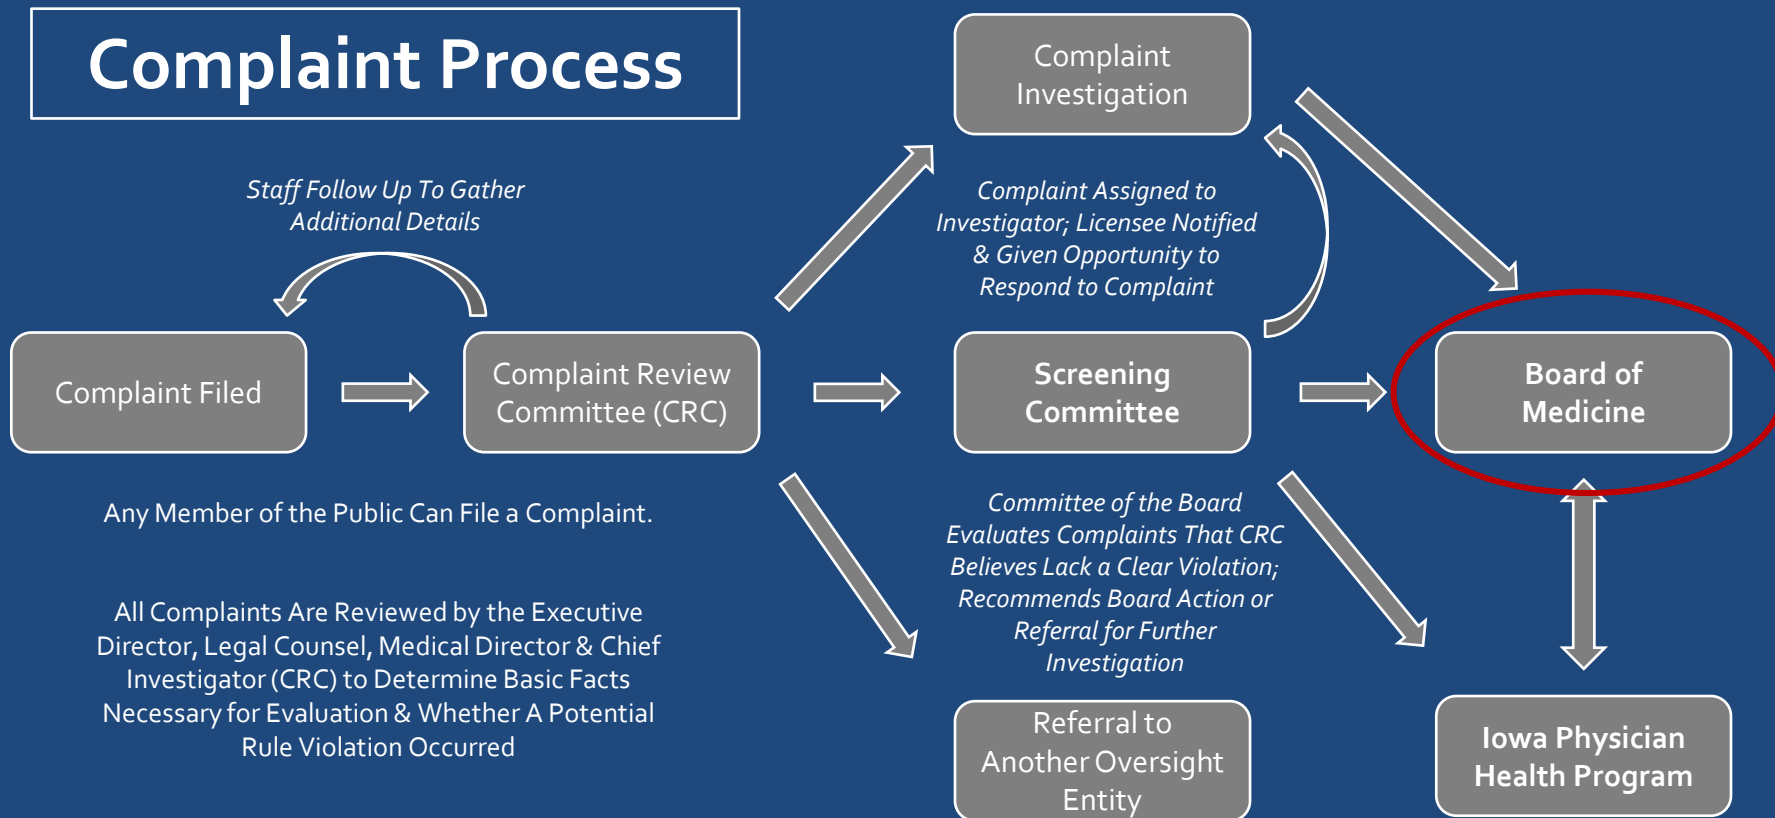 Complaint Process
Complaint
Investigation
Staff Follow Up To Gather
Additional Details
Complaint Assigned to
Investigator; Licensee Notified
& Given Opportunity to
Respond to Complaint
Complaint Filed
Complaint Review
Committee (CRC)
Screening
Committee
Board of
Medicine
Any Member of the Public Can File a Complaint.
All Complaints Are Reviewed by the Executive
Director, Legal Counsel, Medical Director & Chief
Investigator (CRC) to Determine Basic Facts
Necessary for Evaluation & Whether A Potential
Rule Violation Occurred
Committee of the Board
Evaluates Complaints That CRC
Believes Lack a Clear Violation;
Recommends Board Action or
Referral for Further
Investigation
Referral to
Another Oversight
Entity
Iowa Physician
Health Program